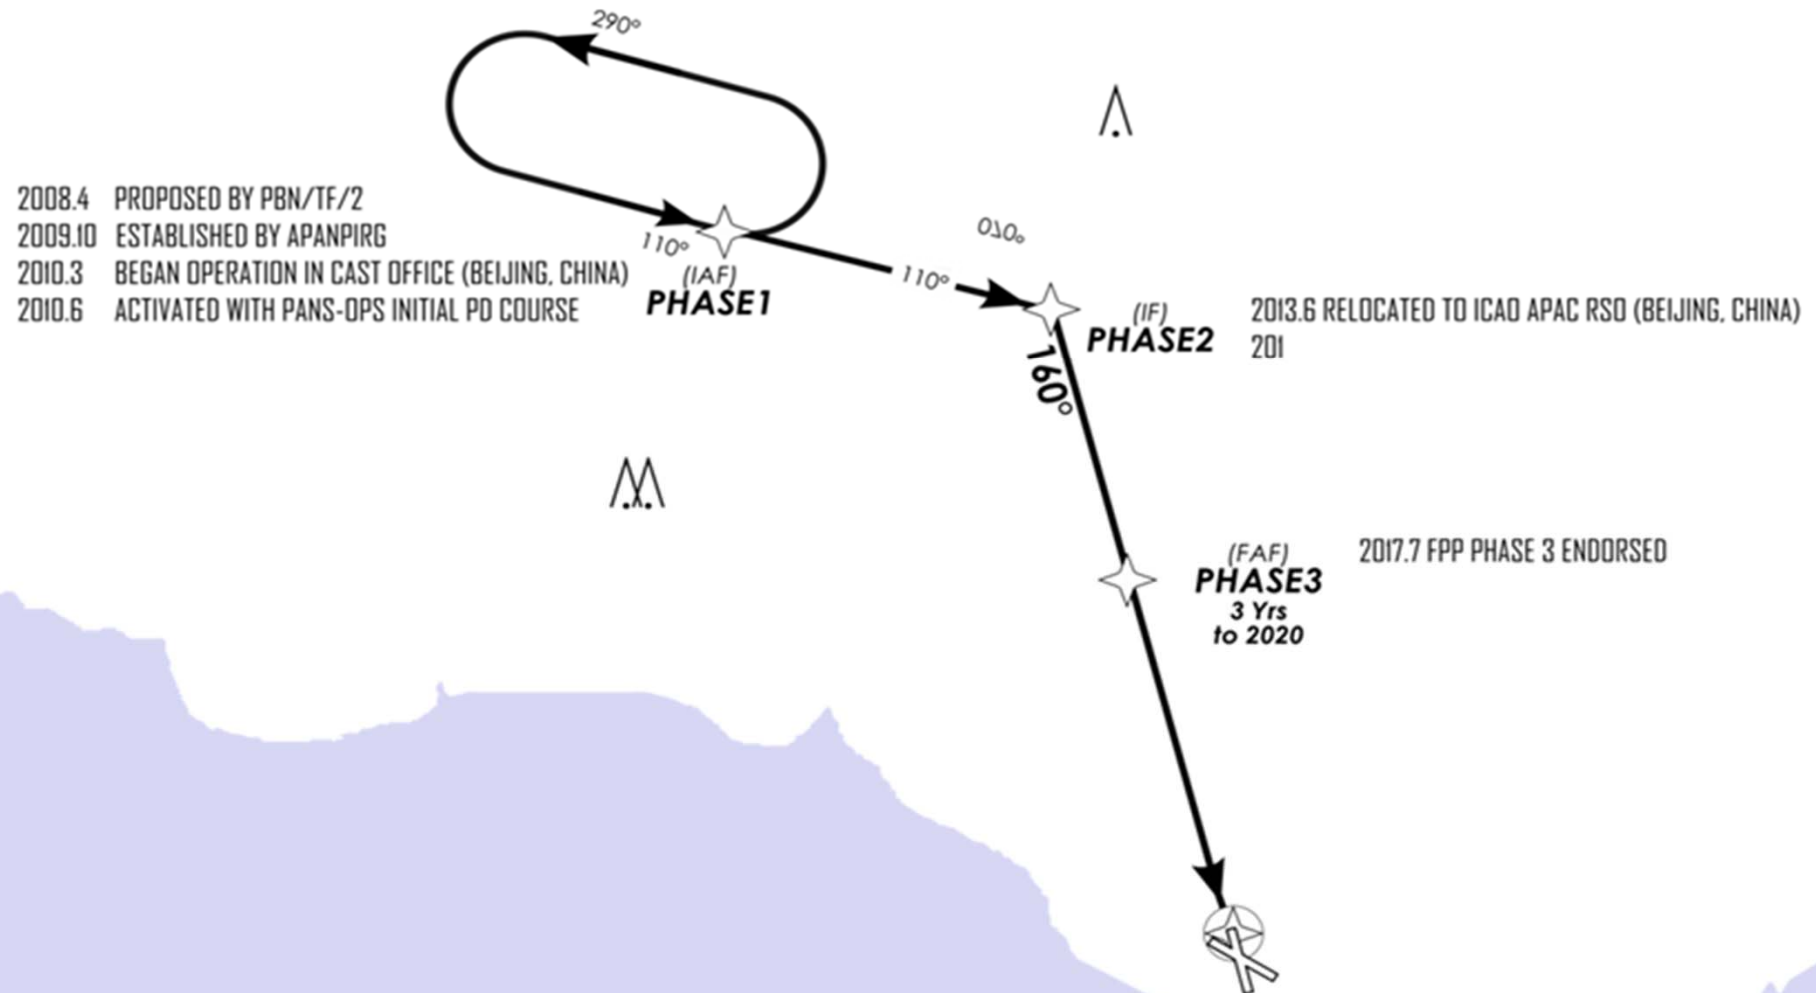 290°
2008.4 PROPOSED BY PBN/TF/2
2009.10 ESTABLISHED BY APANPIRG
2010.3 BEGAN OPERATION IN CAST OFFICE (BEIJING, CHINA)
2010.6 ACTIVATED WITH PANS-OPS INITIAL PD COURSE
110°
(IAF)
PHASE1
110°
070°
(IF)
PHASE2
160°
2013.6 RELOCATED TO ICAO APAC RSO (BEIJING, CHINA)
201
(FAF)
PHASE3
3 Yrs
to 2020
2017.7 FPP PHASE 3 ENDORSED